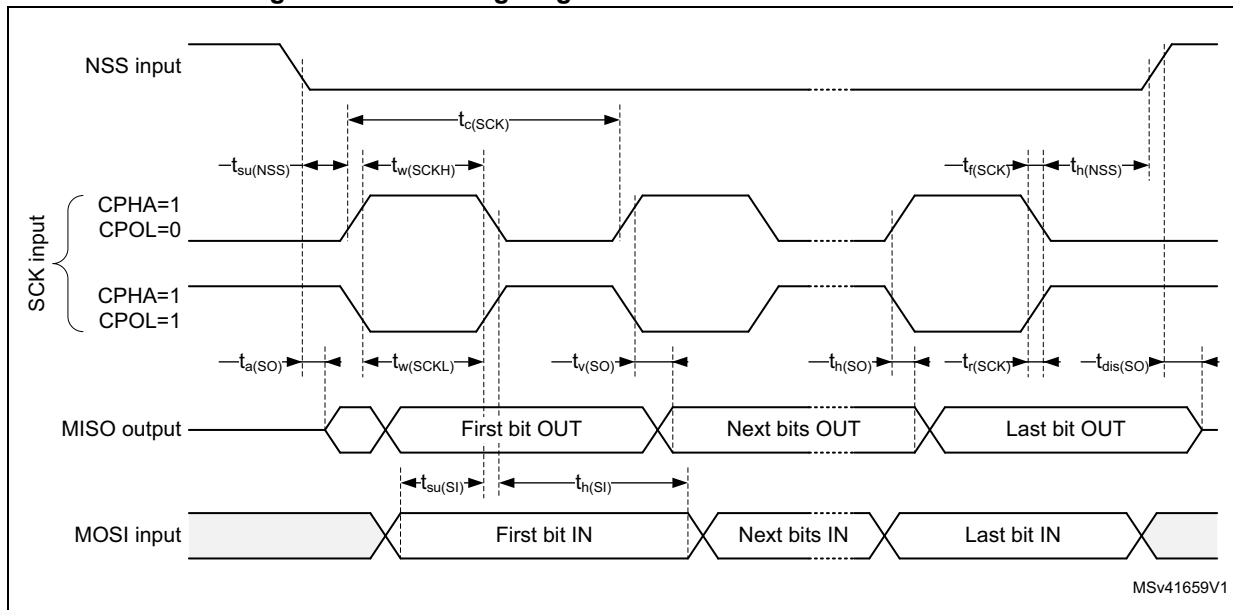 NSS input
tc(SCK)
tsu(NSS)
tw(SCKH)
tf(SCK)
th(NSS)
SCK input
CPHA=1
CPOL=0
CPHA=1
CPOL=1
ta(SO)
tw(SCKL)
tv(SO)
th(SO)
tr(SCK)
tdis(SO)
MISO output
First bit OUT
Next bits OUT
Last bit OUT
tsu(SI)
th(SI)
MOSI input
First bit IN
Next bits IN
Last bit IN
MSv41659V1